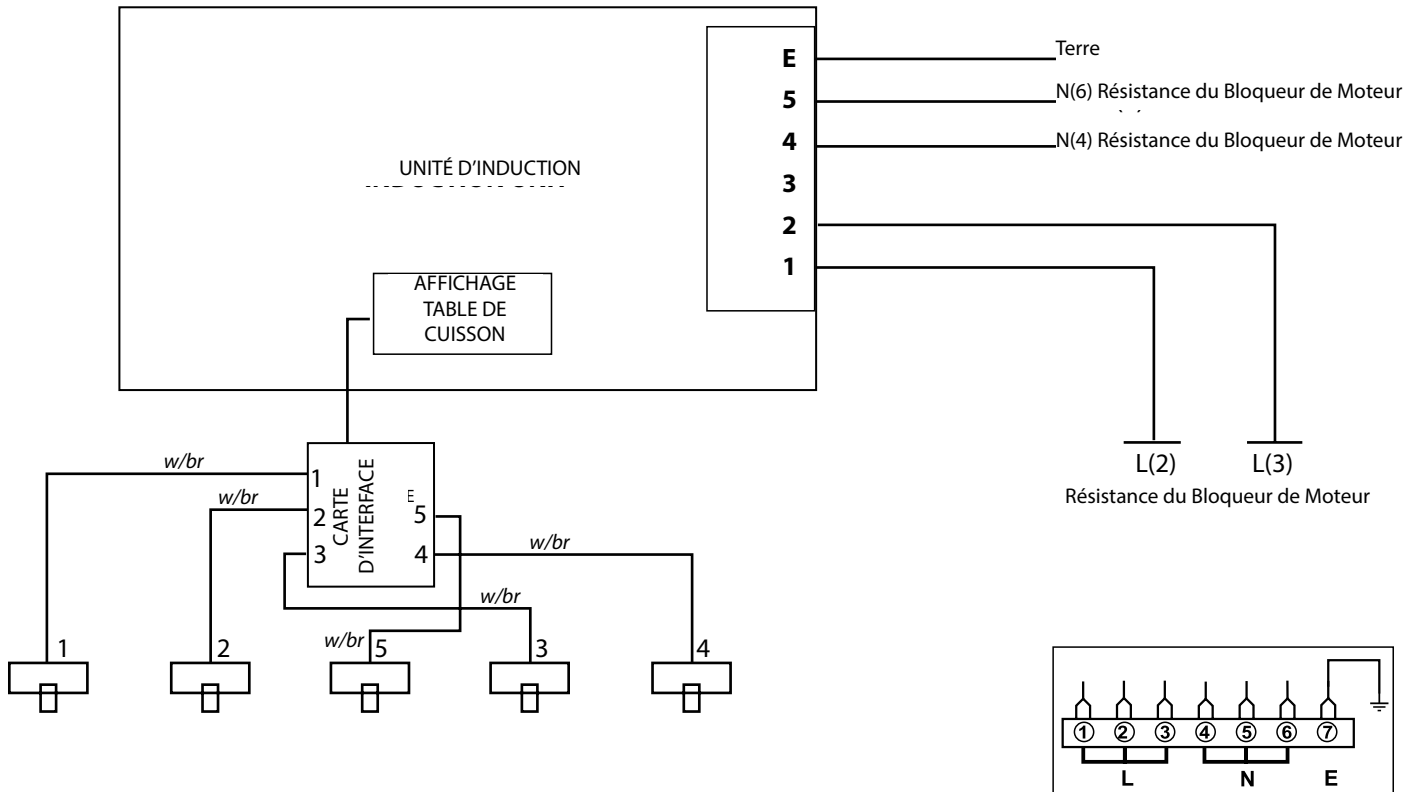 E
Terre
5
N(6) Résistance du Bloqueur de Moteur
4
N(4) Résistance du Bloqueur de Moteur
UNITÉ D'INDUCTION
3
2
1
AFFICHAGE
TABLE DE
CUISSON
L(2)
L(3)
Résistance du Bloqueur de Moteur
w/br
w/br
w/br
w/br
w/br
1
2
3
CARTE
D'INTERFACE
E
5
4
1
2
5
3
4
1 2 3 4 5 6 7
L N E